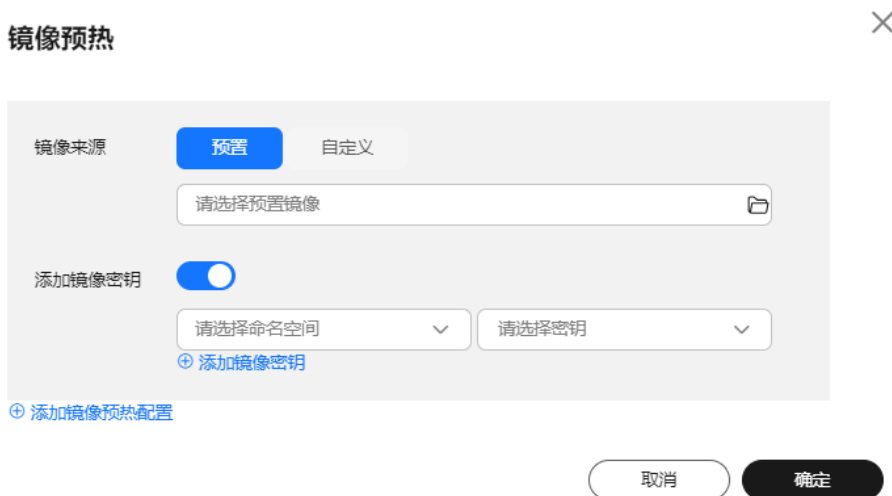 镜像预热
镜像来源
预置
自定义
请选择预置镜像
添加镜像密钥
请选择命名空间
请选择密钥
添加镜像密钥
添加镜像预热配置
取消
确定